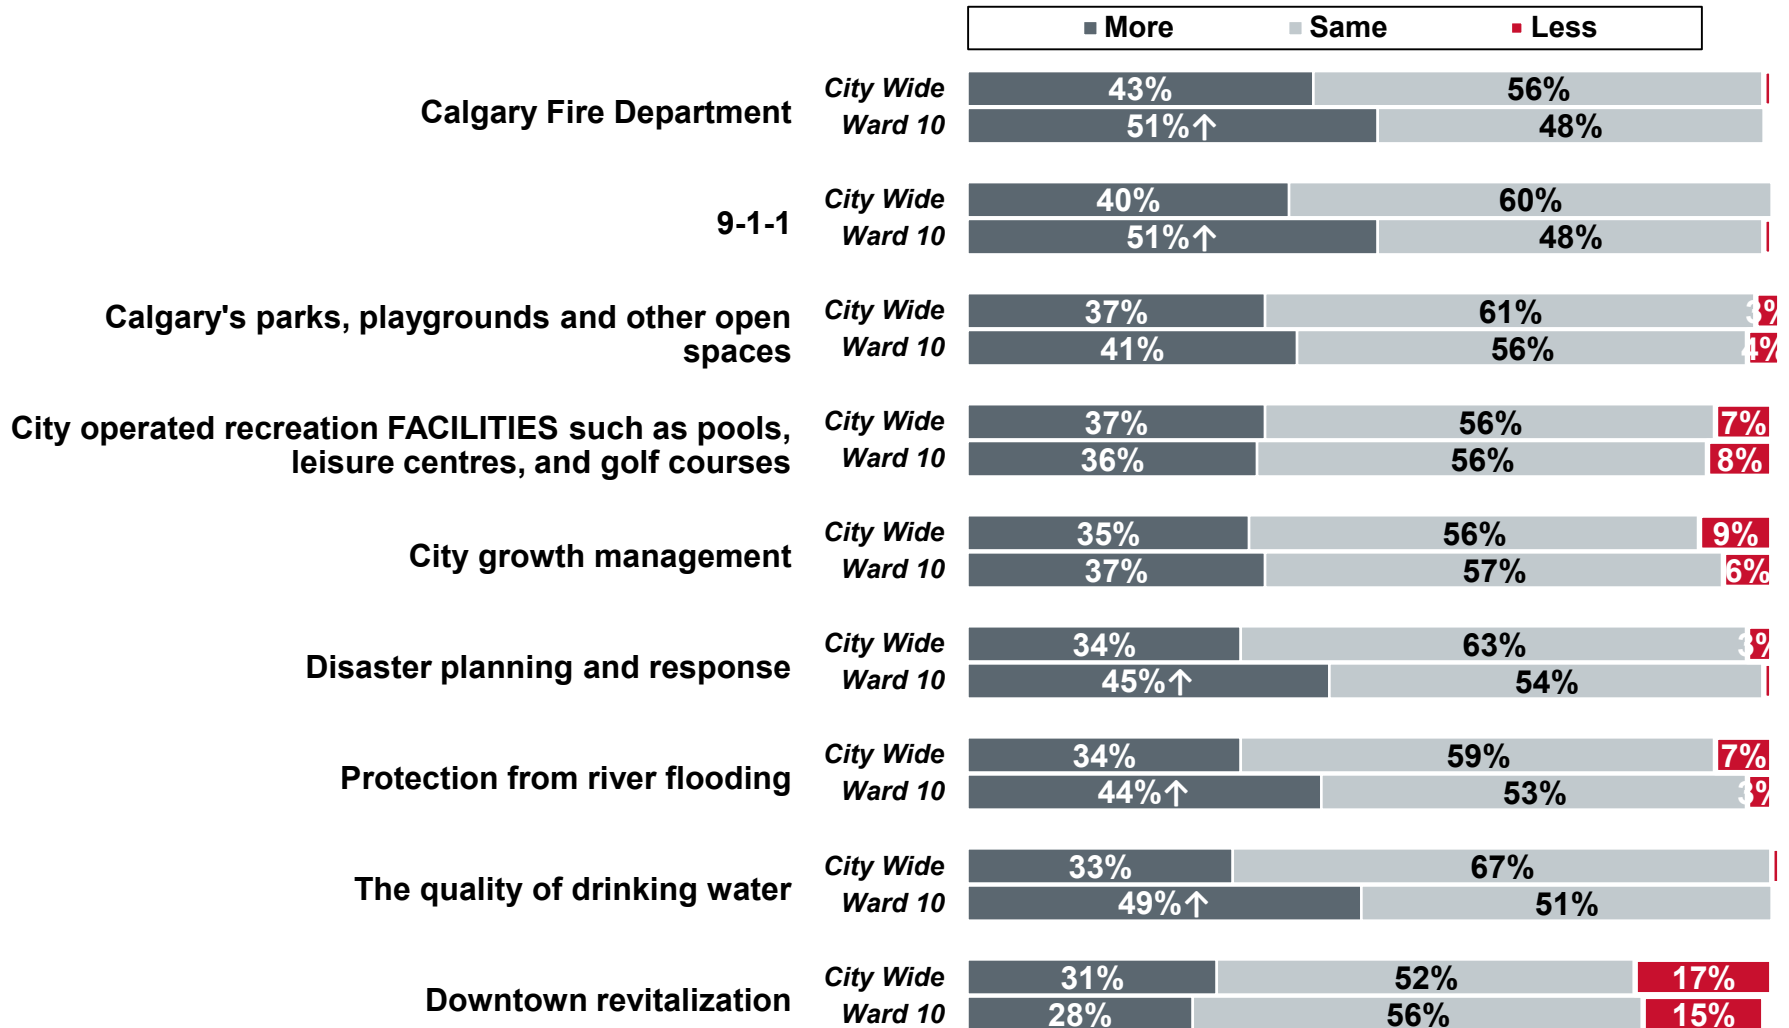 More Same Less
Calgary Fire Department
City Wide 43% 56%
Ward 10 51%↑ 48%
9-1-1
City Wide 40% 60%
Ward 10 51%↑ 48%
Calgary's parks, playgrounds and other open
spaces
City Wide 37% 61% 3%
Ward 10 41% 56% 4%
City operated recreation FACILITIES such as pools,
leisure centres, and golf courses
City Wide 37% 56% 7%
Ward 10 36% 56% 8%
City growth management
City Wide 35% 56% 9%
Ward 10 37% 57% 6%
Disaster planning and response
City Wide 34% 63% 3%
Ward 10 45%↑ 54%
Protection from river flooding
City Wide 34% 59% 7%
Ward 10 44%↑ 53% 3%
The quality of drinking water
City Wide 33% 67%
Ward 10 49%↑ 51%
Downtown revitalization
City Wide 31% 52% 17%
Ward 10 28% 56% 15%